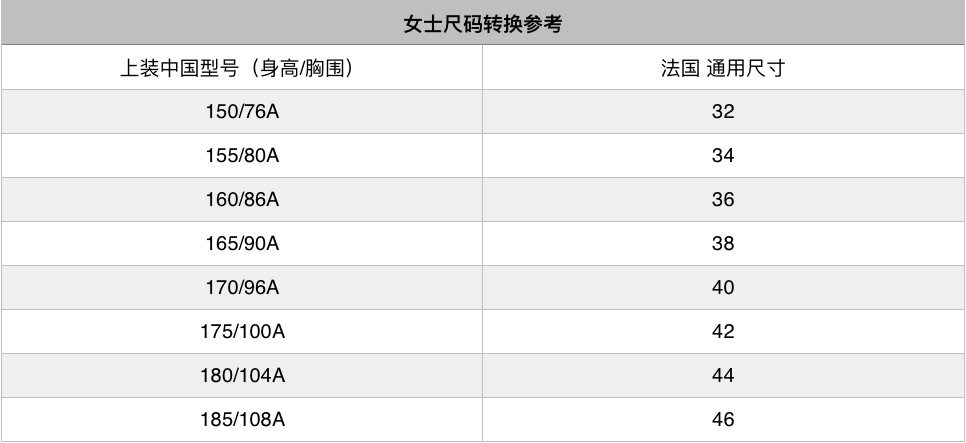 女士尺码转换参考
上装中国型号（身高/胸围） 法国 通用尺寸
150/76A 32
155/80A 34
160/86A 36
165/90A 38
170/96A 40
175/100A 42
180/104A 44
185/108A 46